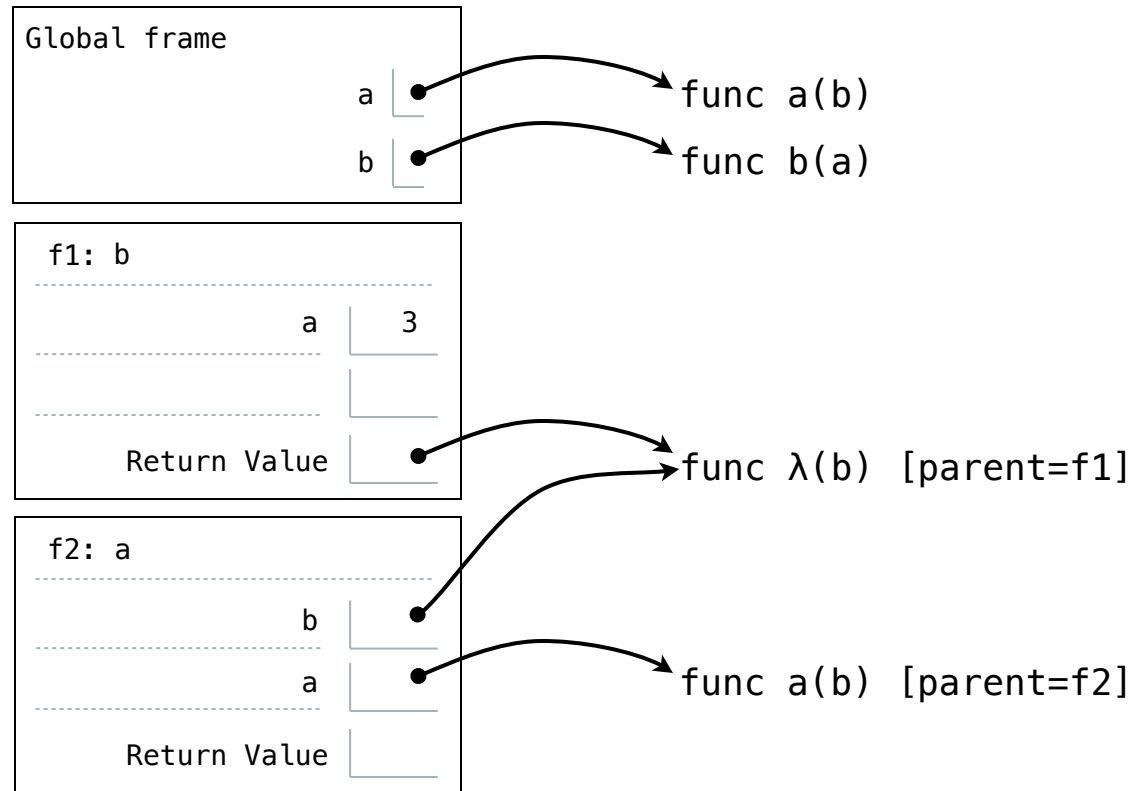 Global frame
a
func a(b)
b
func b(a)
f1: b
a 3
Return Value
func λ(b) [parent=f1]
f2: a
b
a
func a(b) [parent=f2]
Return Value